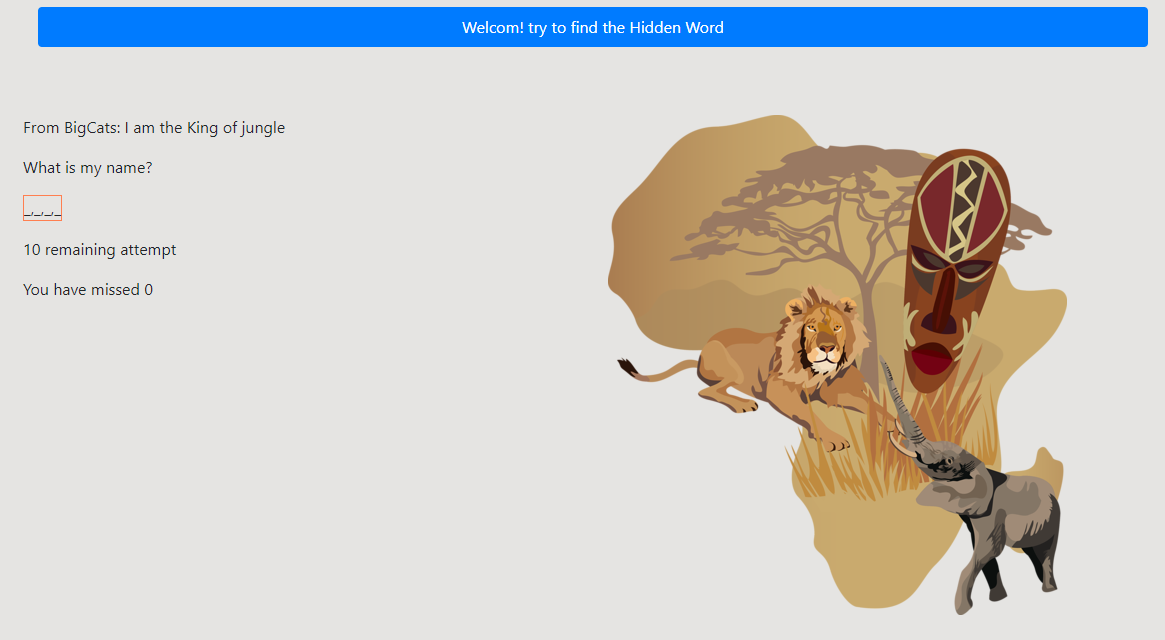 Welcom! try to find the Hidden Word
From BigCats: I am the King of jungle
What is my name?
_,_,_,_
10 remaining attempt
You have missed 0